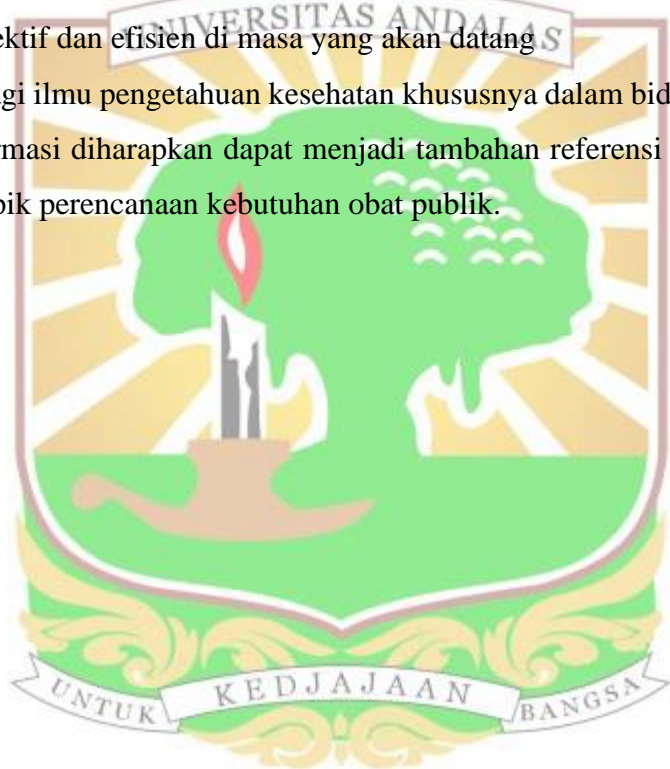 UNIVERSITAS ANDALAS
ektif dan efisien di masa yang akan datang
gi ilmu pengetahuan kesehatan khususnya dalam bid
rmasi diharapkan dapat menjadi tambahan referensi
pik perencanaan kebutuhan obat publik.
UNTUK KEDJAJAAN BANGSA